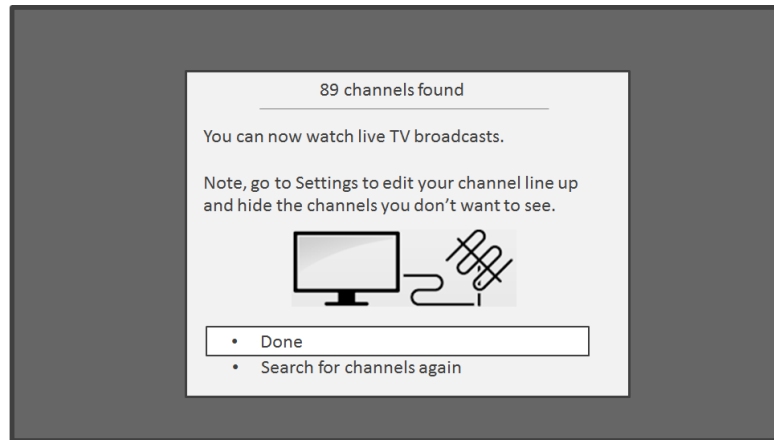 89 channels found
You can now watch live TV broadcasts.
Note, go to Settings to edit your channel line up
and hide the channels you don’t want to see.
• Done
• Search for channels again